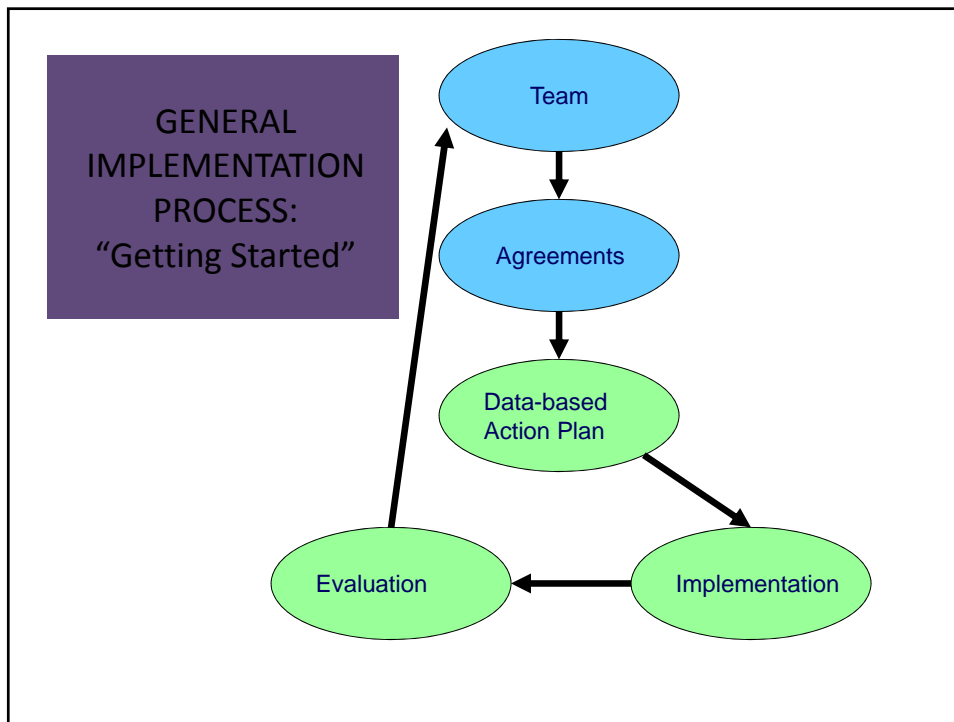 GENERAL
IMPLEMENTATION
PROCESS:
“Getting Started”
Team
Agreements
Data-based
Action Plan
Implementation
Evaluation